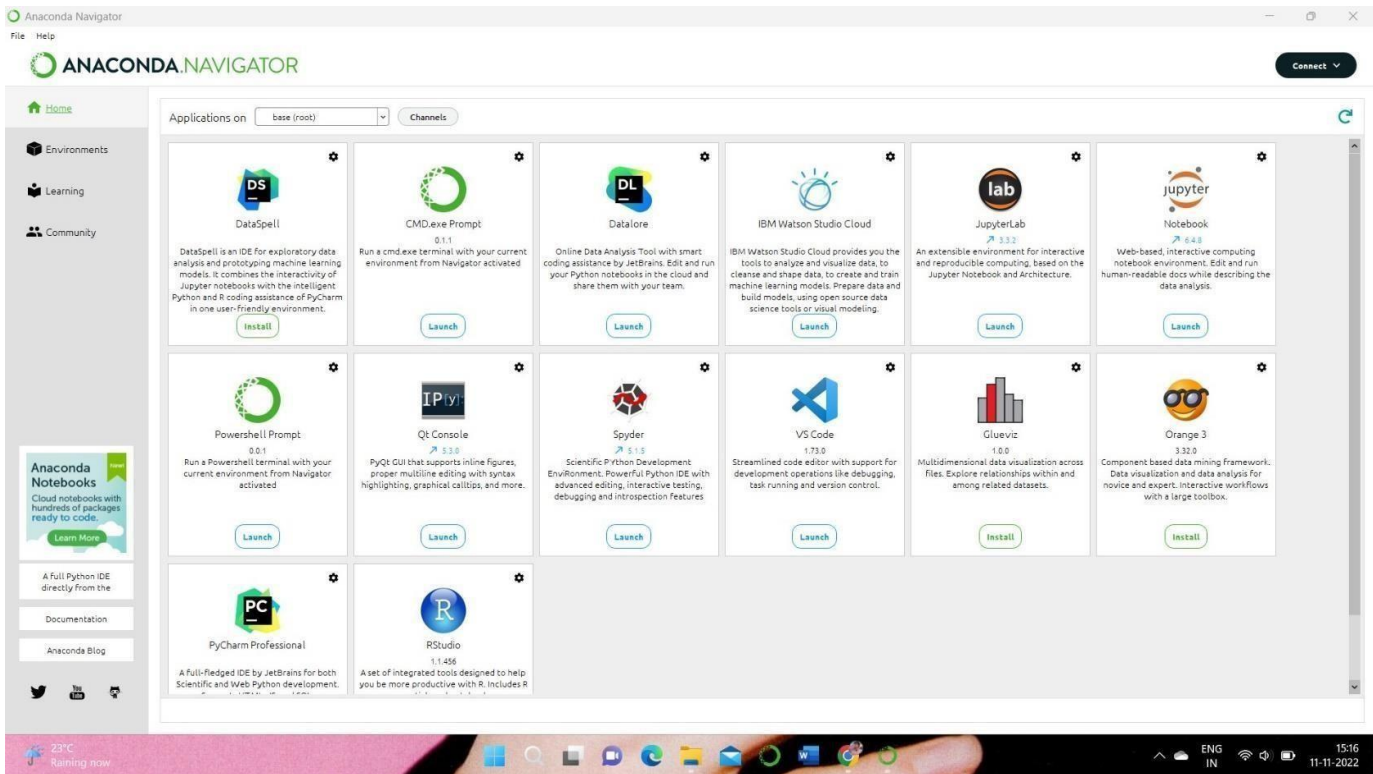 Anaconda Navigator
File Help
ANACONDA.NAVIGATOR
Connect
Home
Environments
Learning
Community
Applications on base (root) Channels
DS
DataSpell
DataSpell is an IDE for exploratory data
analysis and prototyping machine learning
models. It combines the interactivity of
Jupyter notebooks with the intelligent
Python and R coding assistance of PyCharm
in one user-friendly environment.
Install
CMD.exe Prompt
0.1.1
Run a cmd.exe terminal with your current
environment from Navigator activated
Launch
DL
Datalore
Online Data Analysis Tool with smart
coding assistance by JetBrains. Edit and run
your Python notebooks in the cloud and
share them with your team.
Launch
IBM Watson Studio Cloud
IBM Watson Studio Cloud provides you the
tools to analyze and visualize data, to
cleanse and shape data, to create and train
machine learning models. Prepare data and
build models, using open source data
science tools or visual modeling.
Launch
lab
JupyterLab
3.3.2
An extensible environment for interactive
and reproducible computing, based on the
Jupyter Notebook and Architecture.
Launch
jupyter
Notebook
6.4.8
Web-based, interactive computing
notebook environment. Edit and run
human-readable docs while describing the
data analysis.
Launch
Powershell Prompt
0.0.1
Run a Powershell terminal with your
current environment from Navigator
activated
Launch
IP[y]:
Qt Console
5.3.0
PyQt GUI that supports inline figures,
proper multiline editing with syntax
highlighting, graphical calltips, and more.
Launch
Spyder
5.1.5
Scientific PYthon Development
EnviRonment. Powerful Python IDE with
advanced editing, interactive testing,
debugging and introspection features
Launch
VS Code
1.73.0
Streamlined code editor with support for
development operations like debugging,
task running and version control.
Launch
Glueviz
1.0.0
Multidimensional data visualization across
files. Explore relationships within and
among related datasets.
Install
Orange 3
3.32.0
Component based data mining framework.
Data visualization and data analysis for
novice and expert. Interactive workflows
with a large toolbox.
Install
PC
PyCharm Professional
A full-fledged IDE by JetBrains for both
Scientific and Web Python development.
R
RStudio
1.1.456
A set of integrated tools designed to help
you be more productive with R. Includes R
Anaconda
Notebooks
New!
Cloud notebooks with
hundreds of packages
ready to code.
Learn More
A full Python IDE
directly from the
Documentation
Anaconda Blog
You
Tube
23°C
Raining now
W
ENG
IN
15:16
11-11-2022